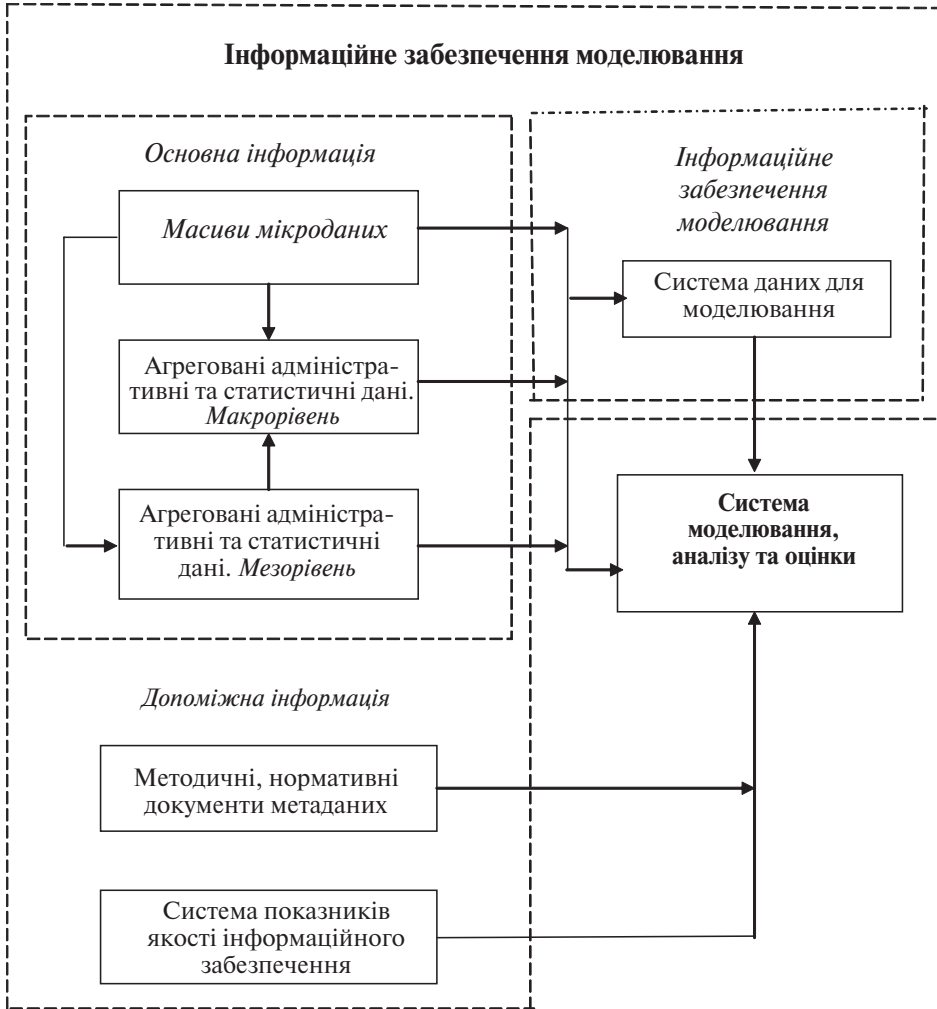 Інформаційне забезпечення моделювання
Основна інформація
Масиви мікроданих
Агреговані адміністра-
тивні та статистичні дані.
Макрорівень
Агреговані адміністра-
тивні та статистичні
дані. Мезорівень
Інформаційне
забезпечення
моделювання
Система даних для
моделювання
Система
моделювання,
аналізу та оцінки
Допоміжна інформація
Методичні, нормативні
документи метаданих
Система показників
якості інформаційного
забезпечення